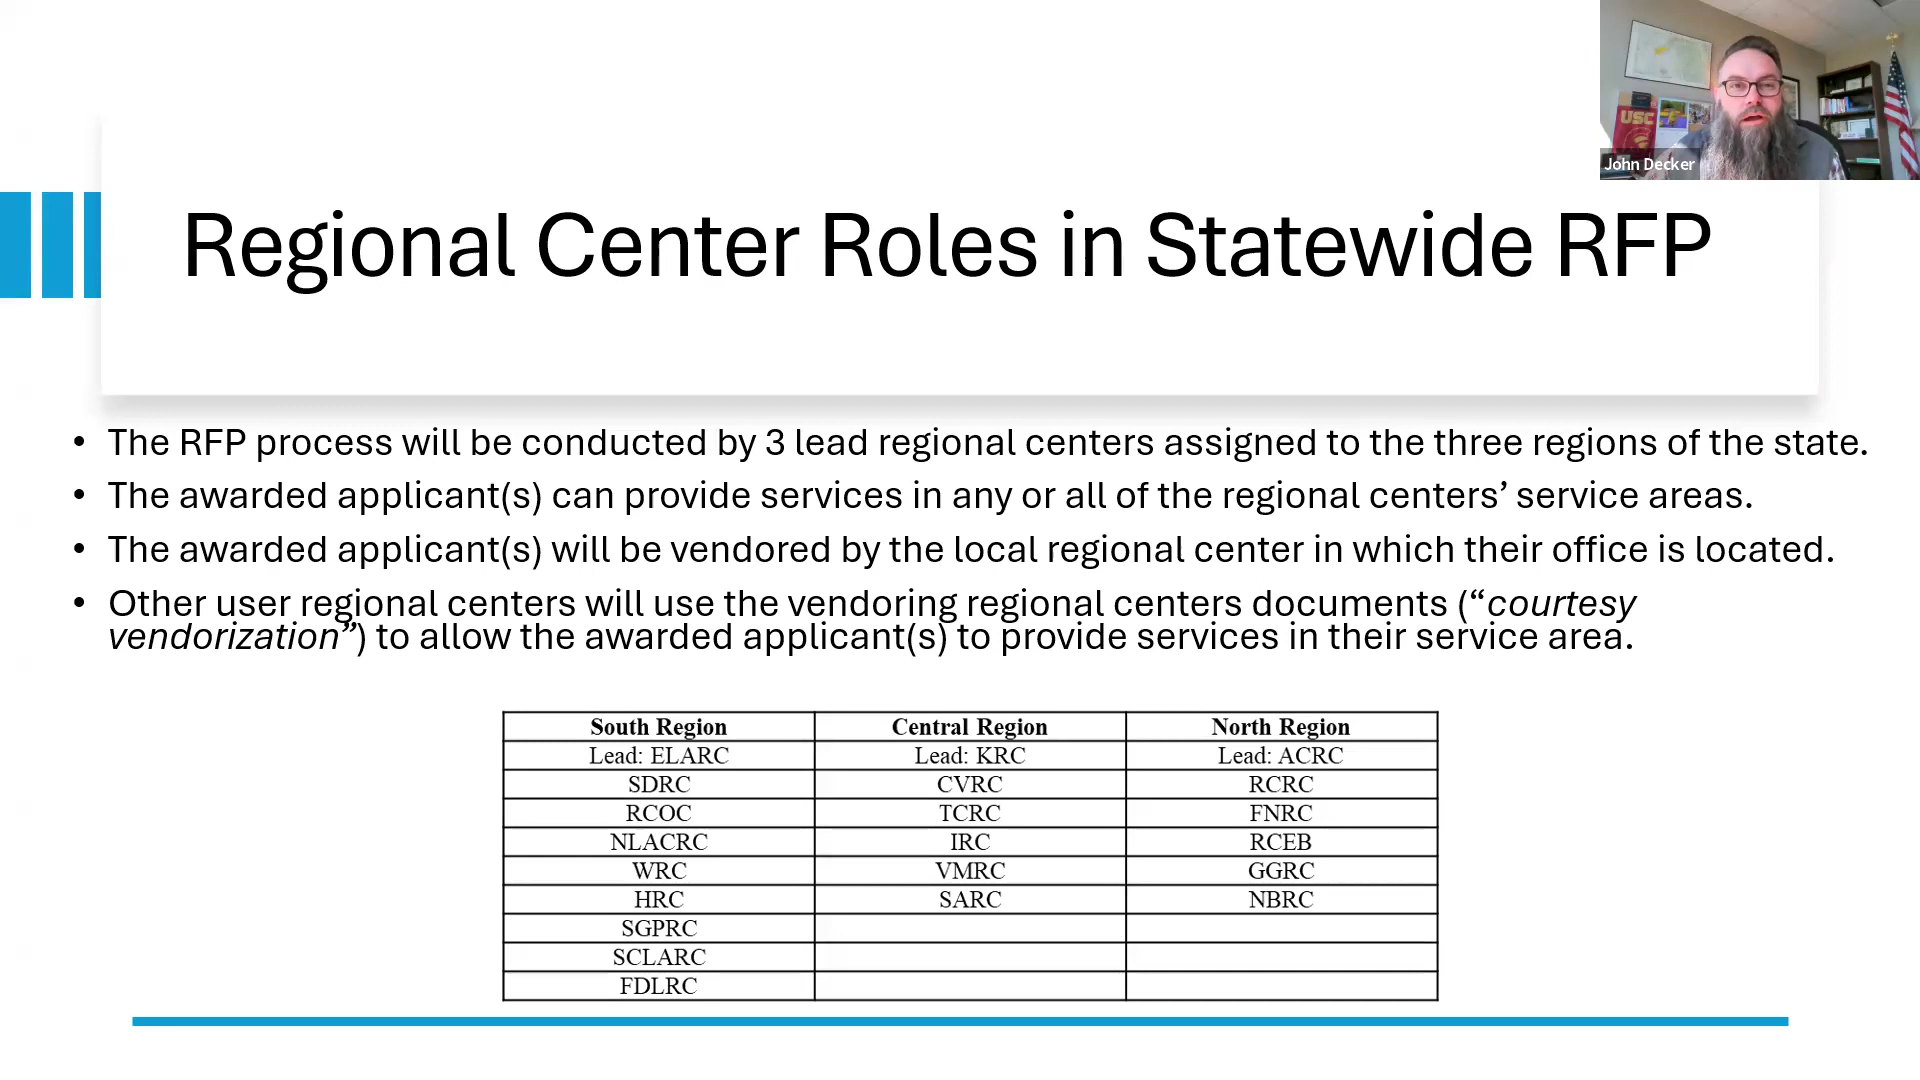 USC
John Decker
Regional Center Roles in Statewide RFP
• The RFP process will be conducted by 3 lead regional centers assigned to the three regions of the state.
• The awarded applicant(s) can provide services in any or all of the regional centers’ service areas.
• The awarded applicant(s) will be vendored by the local regional center in which their office is located.
• Other user regional centers will use the vendoring regional centers documents (“courtesy
vendorization”) to allow the awarded applicant(s) to provide services in their service area.
South Region Central Region North Region
Lead: ELARC Lead: KRC Lead: ACRC
SDRC CVRC RCRC
RCOC TCRC FNRC
NLACRC IRC RCEB
WRC VMRC GGRC
HRC SARC NBRC
SGPRC
SCLARC
FDLRC